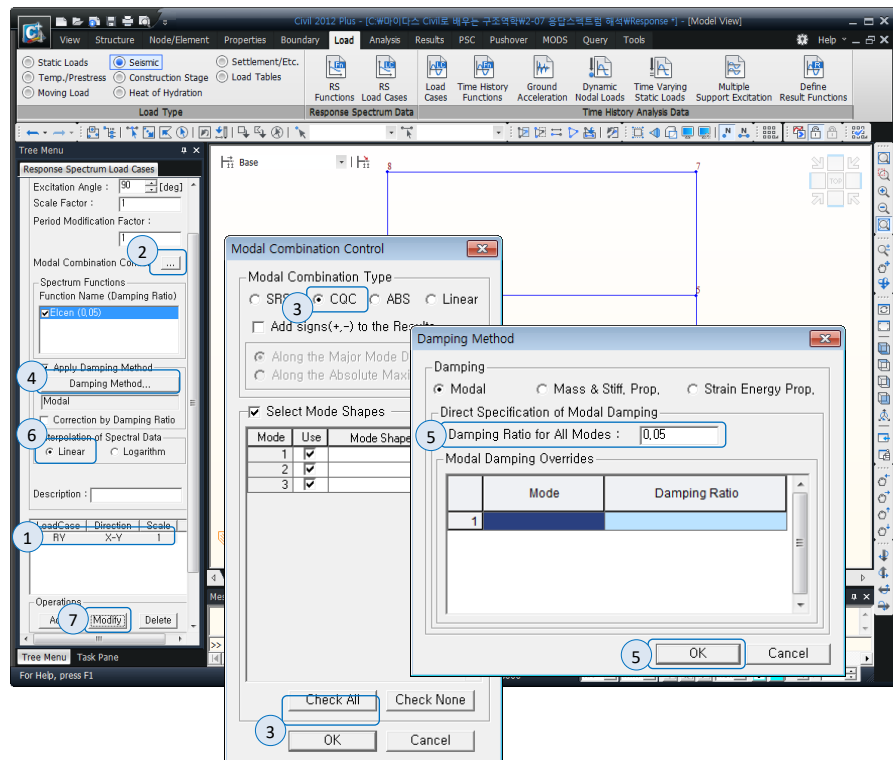 Civil 2012 Plus - [C:₩마이다스 Civil로 배우는 구조역학₩2-07 응답스펙트럼 해석₩Response *] - [Model View]
View Structure Node/Element Properties Boundary Load Analysis Results PSC Pushover MODS Query Tools Help
Static Loads Seismic Settlement/Etc.
Temp./Prestress Construction Stage Load Tables
Moving Load Heat of Hydration
RS Functions RS Load Cases Load Cases Time History Functions Ground Acceleration Dynamic Nodal Loads Time Varying Static Loads Multiple Support Excitation Define Result Functions
Load Type Response Spectrum Data Time History Analysis Data
Tree Menu
Base
8
7
5
TOP
Response Spectrum Load Cases
Excitation Angle : 90 [deg]
Scale Factor : 1
Period Modification Factor :
1
2
Modal Combination ...
Spectrum Functions
Function Name (Damping Ratio)
Elcen (0,05)
Apply Damping Method
4
Damping Method,,,
Modal
Correction by Damping Ratio
6
Interpolation of Spectral Data
Linear Logarithm
Description :
LoadCase Direction Scale
1
RY X-Y 1
Operations
7
Modify Delete
Tree Menu Task Pane
For Help, press F1
>>
Modal Combination Control
Modal Combination Type
CQC ABS Linear
3
Add signs(+,-) to the Results
Along the Major Mode
Along the Absolute
Select Mode Shapes
Mode Use Mode Shape
1
2
3
Check All Check None
3
OK Cancel
Damping Method
Damping
Modal Mass & Stiff, Prop, Strain Energy Prop,
Direct Specification of Modal Damping
5
Damping Ratio for All Modes : 0,05
Modal Damping Overrides
Mode Damping Ratio
1
5
OK Cancel